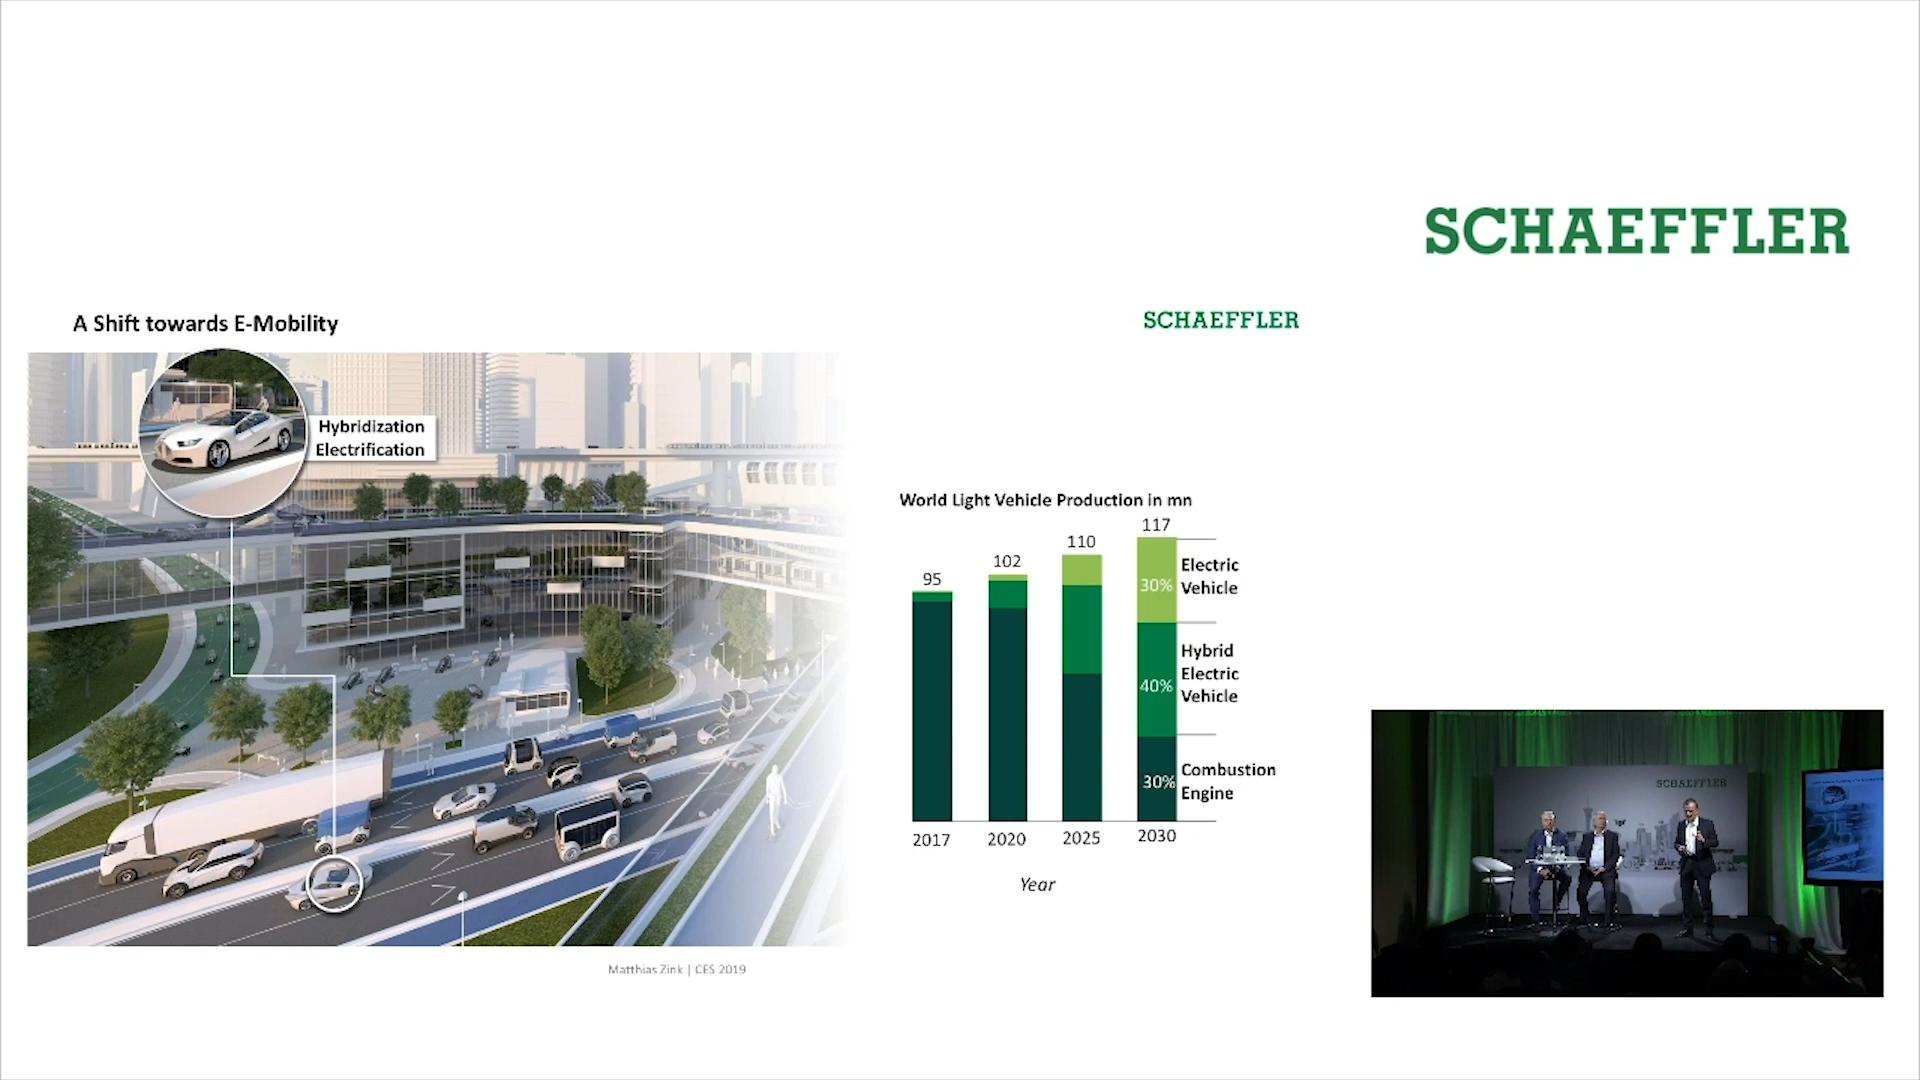 SCHAEFFLER
A Shift towards E-Mobility
SCHAEFFLER
Hybridization
Electrification
World Light Vehicle Production in mn
95
102
110
117
30%
Electric
Vehicle
40%
Hybrid
Electric
Vehicle
30%
Combustion
Engine
2017
2020
2025
2030
Year
Matthias Zink | CES 2019
SCHAEFFLER